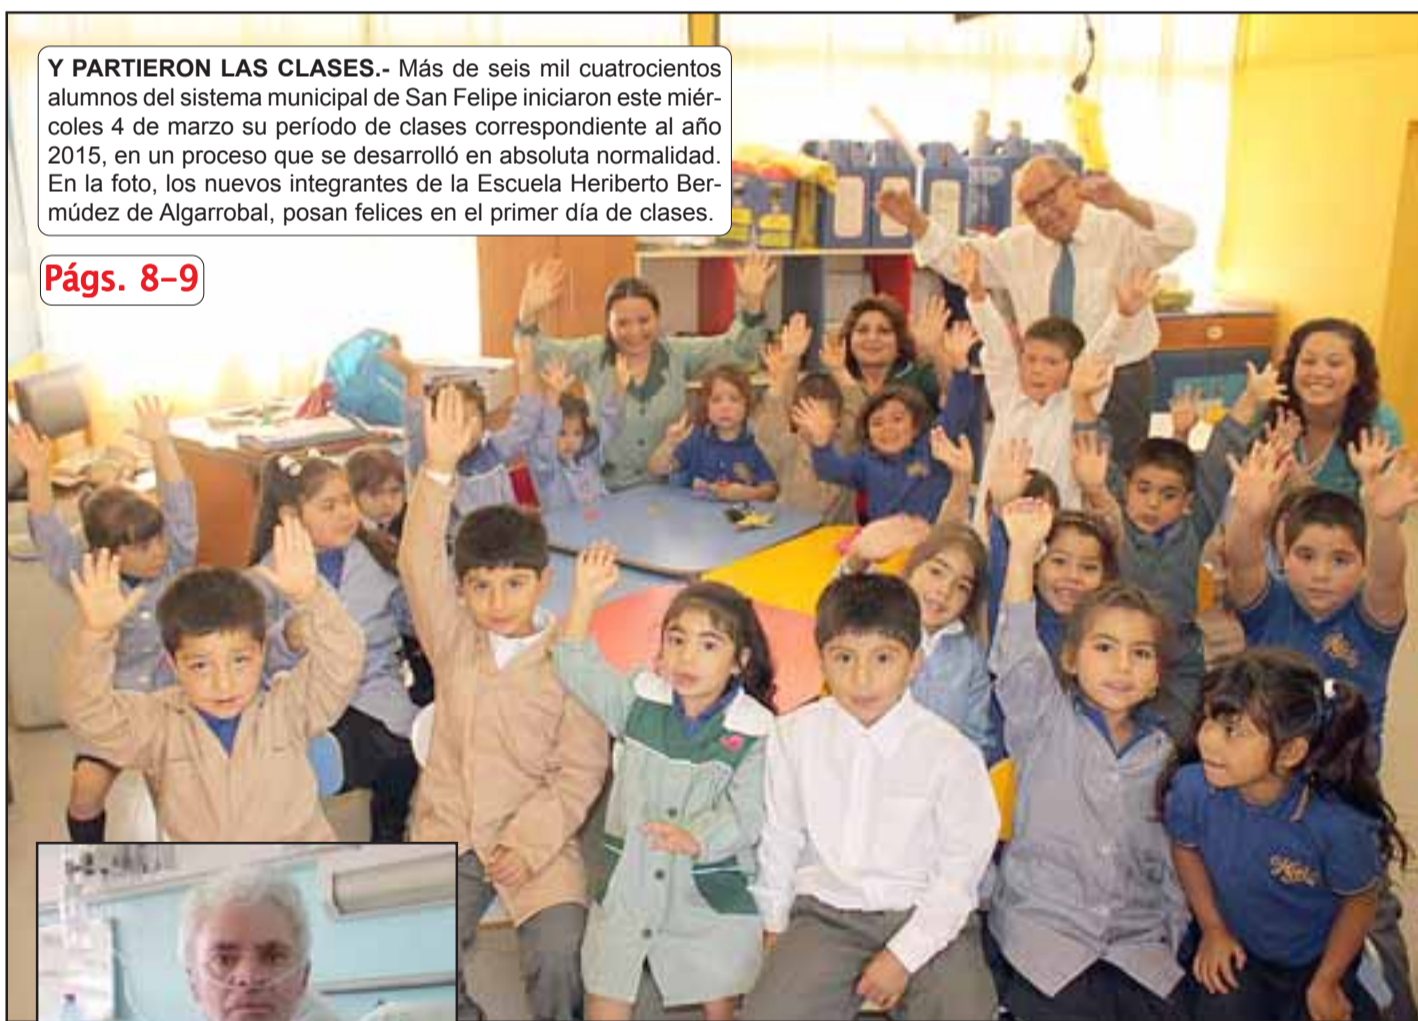 Y PARTIERON LAS CLASES.- Más de seis mil cuatrocientos
alumnos del sistema municipal de San Felipe iniciaron este miér-
coles 4 de marzo su período de clases correspondiente al año
2015, en un proceso que se desarrolló en absoluta normalidad.
En la foto, los nuevos integrantes de la Escuela Heriberto Ber-
múdez de Algarrobal, posan felices en el primer día de clases.
Págs. 8-9